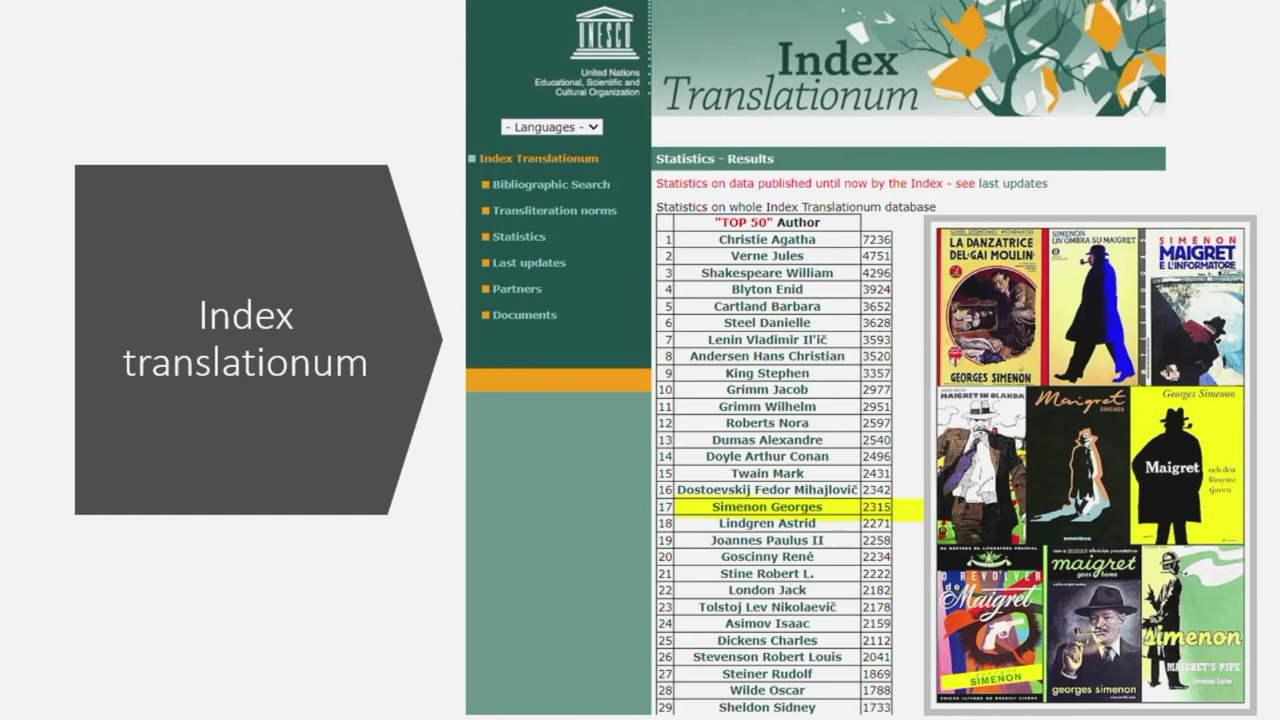 Index
translationum
UNESCO
United Nations
Educational, Scientific and
Cultural Organization
- Languages -
Index Translationum
Bibliographic Search
Transliteration norms
Statistics
Last updates
Partners
Documents
Index
Translationum
Statistics - Results
Statistics on data published until now by the Index - see last updates
Statistics on whole Index Translationum database
"TOP 50" Author
1 Christie Agatha 7236
2 Verne Jules 4751
3 Shakespeare William 4296
4 Blyton Enid 3924
5 Cartland Barbara 3652
6 Steel Danielle 3628
7 Lenin Vladimir Il'ič 3593
8 Andersen Hans Christian 3520
9 King Stephen 3357
10 Grimm Jacob 2977
11 Grimm Wilhelm 2951
12 Roberts Nora 2597
13 Dumas Alexandre 2540
14 Doyle Arthur Conan 2496
15 Twain Mark 2431
16 Dostoevskij Fedor Mihajlovič 2342
17 Simenon Georges 2315
18 Lindgren Astrid 2271
19 Joannes Paulus II 2258
20 Goscinny René 2234
21 Stine Robert L. 2222
22 London Jack 2182
23 Tolstoj Lev Nikolaevič 2178
24 Asimov Isaac 2159
25 Dickens Charles 2112
26 Stevenson Robert Louis 2041
27 Steiner Rudolf 1869
28 Wilde Oscar 1788
29 Sheldon Sidney 1733
LA DANZATRICE
DEL GAI MOULIN
GEORGES SIMENON
SIMENON
UN'OMBRA SU MAIGRET
SIMENON
MAIGRET
E L'INFORMATORE
MAIGRET IN OLANDA
Maigret
SIMENON
omnibus
Georges Simenon
Maigret
och den
försynte
tjuven
O REVÓLVER
de Maigret
SIMENON
maigret
goes home
georges simenon
simenon
MAIGRET'S PIPE